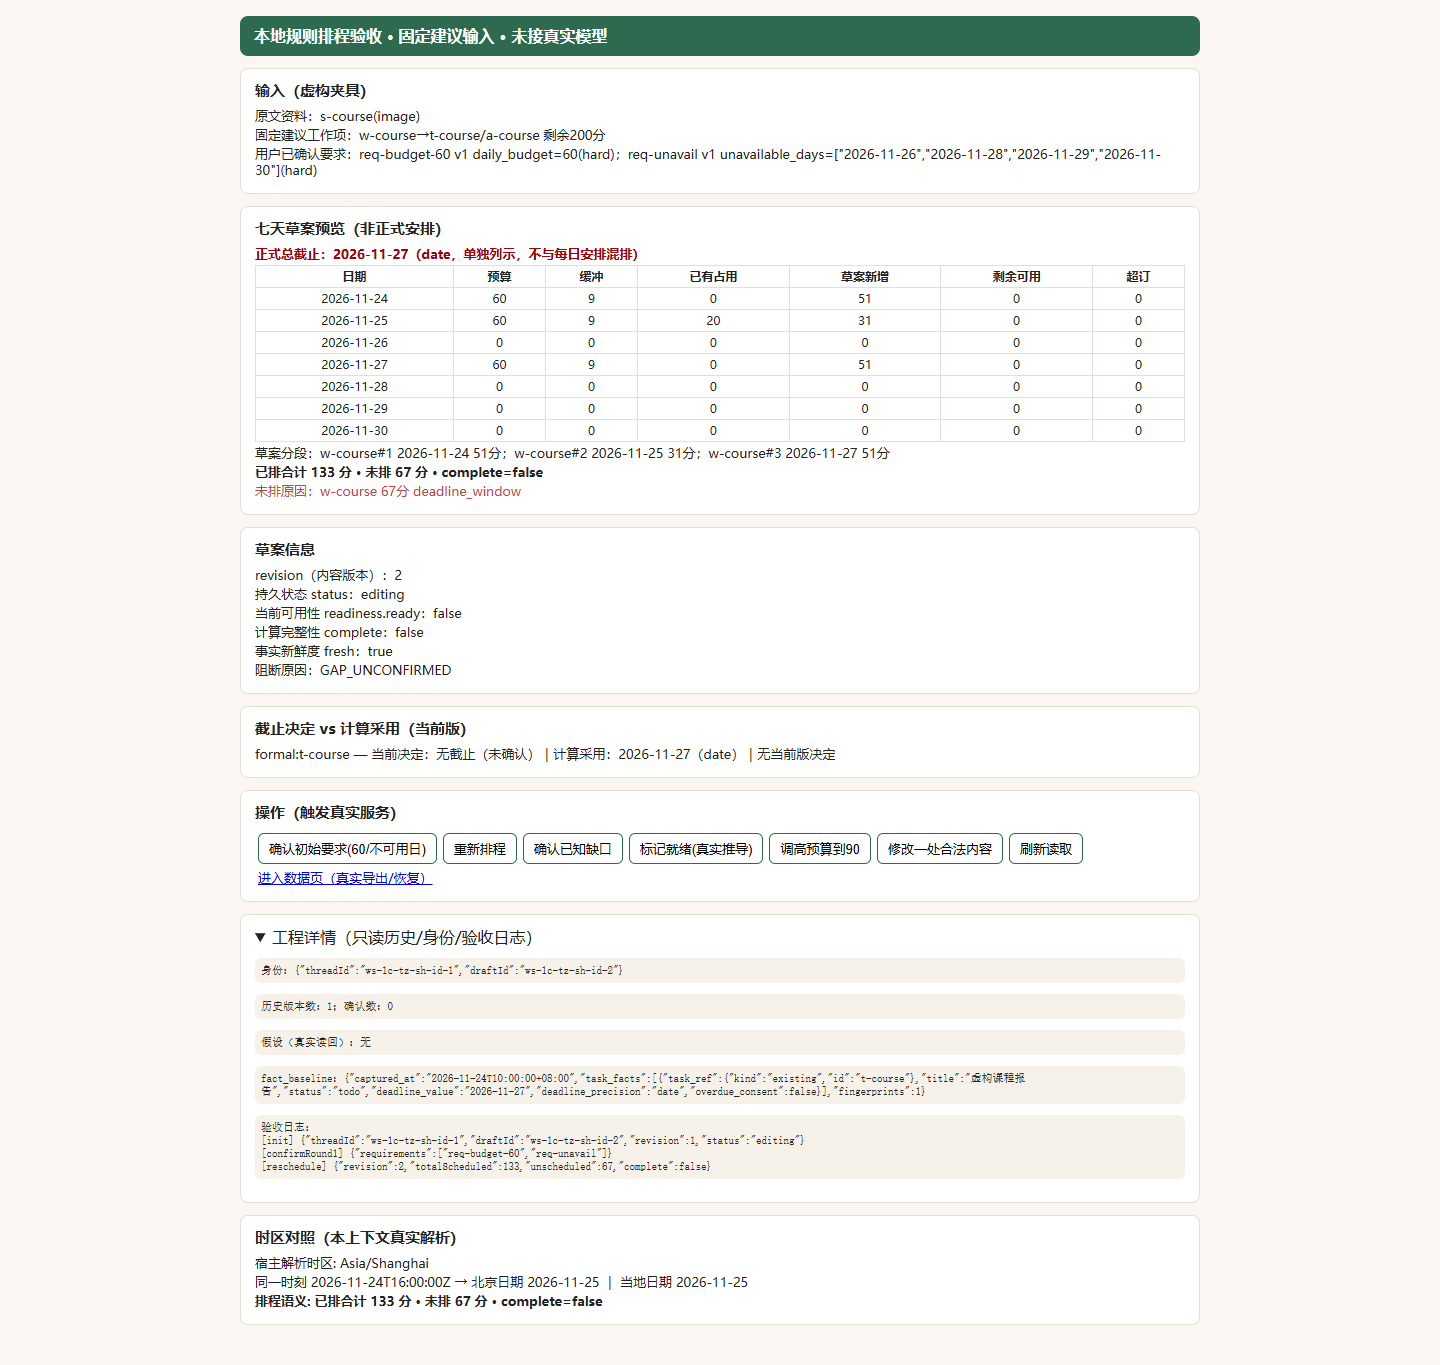 本地规则排程验收 • 固定建议输入 • 未接真实模型
输入（虚构夹具）
原文资料：s-course(image)
固定建议工作项：w-course→t-course/a-course 剩余200分
用户已确认要求：req-budget-60 v1 daily_budget=60(hard)；req-unavail v1 unavailable_days=["2026-11-26","2026-11-28","2026-11-29","2026-11-
30"](hard)
七天草案预览（非正式安排）
正式总截止：2026-11-27（date，单独列示，不与每日安排混排）
日期 预算 缓冲 已有占用 草案新增 剩余可用 超订
2026-11-24 60 9 0 51 0 0
2026-11-25 60 9 20 31 0 0
2026-11-26 0 0 0 0 0 0
2026-11-27 60 9 0 51 0 0
2026-11-28 0 0 0 0 0 0
2026-11-29 0 0 0 0 0 0
2026-11-30 0 0 0 0 0 0
草案分段：w-course#1 2026-11-24 51分；w-course#2 2026-11-25 31分；w-course#3 2026-11-27 51分
已排合计 133 分 • 未排 67 分 • complete=false
未排原因：w-course 67分 deadline_window
草案信息
revision（内容版本）：2
持久状态 status：editing
当前可用性 readiness.ready：false
计算完整性 complete：false
事实新鲜度 fresh：true
阻断原因：GAP_UNCONFIRMED
截止决定 vs 计算采用（当前版）
formal:t-course — 当前决定：无截止（未确认）｜计算采用：2026-11-27（date）｜无当前版决定
操作（触发真实服务）
确认初始要求(60/不可用日) 重新排程 确认已知缺口 标记就绪(真实推导) 调高预算到90 修改一处合法内容 刷新读取
进入数据页（真实导出/恢复）
▼ 工程详情（只读历史/身份/验收日志）
身份：{"threadId":"ws-1c-tz-sh-id-1","draftId":"ws-1c-tz-sh-id-2"}
历史版本数：1；确认数：0
假设（真实读回）：无
fact_baseline：{"captured_at":"2026-11-24T10:00:00+08:00","task_facts":[{"task_ref":{"kind":"existing","id":"t-course"},"title":"虚构课程报
告","status":"todo","deadline_value":"2026-11-27","deadline_precision":"date","overdue_consent":false}],"fingerprints":1}
验收日志：
[init] {"threadId":"ws-1c-tz-sh-id-1","draftId":"ws-1c-tz-sh-id-2","revision":1,"status":"editing"}
[confirmRound1] {"requirements":["req-budget-60","req-unavail"]}
[reschedule] {"revision":2,"totalScheduled":133,"unscheduled":67,"complete":false}
时区对照（本上下文真实解析）
宿主解析时区: Asia/Shanghai
同一时刻 2026-11-24T16:00:00Z → 北京日期 2026-11-25 ｜ 当地日期 2026-11-25
排程语义: 已排合计 133 分 • 未排 67 分 • complete=false